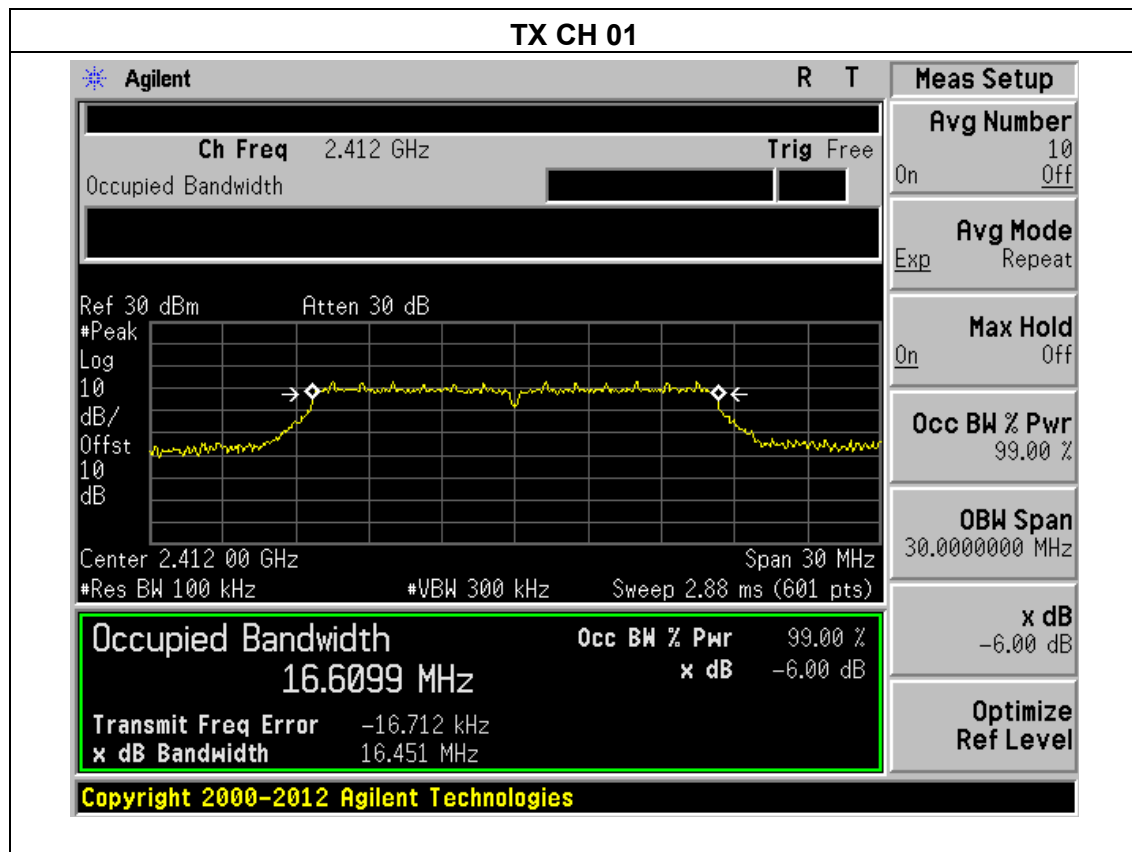 TX CH 01
Agilent R T
Meas Setup
Ch Freq 2.412 GHz Trig Free
Occupied Bandwidth
Avg Number
10
On Off
Avg Mode
Exp Repeat
Max Hold
On Off
Occ BW % Pwr
99.00 %
OBW Span
30.0000000 MHz
x dB
-6.00 dB
Optimize
Ref Level
Ref 30 dBm Atten 30 dB
#Peak
Log
10
dB/
Offst
10
dB
Center 2.412 00 GHz Span 30 MHz
#Res BW 100 kHz #VBW 300 kHz Sweep 2.88 ms (601 pts)
Occupied Bandwidth Occ BW % Pwr 99.00 %
16.6099 MHz x dB -6.00 dB
Transmit Freq Error -16.712 kHz
x dB Bandwidth 16.451 MHz
Copyright 2000-2012 Agilent Technologies